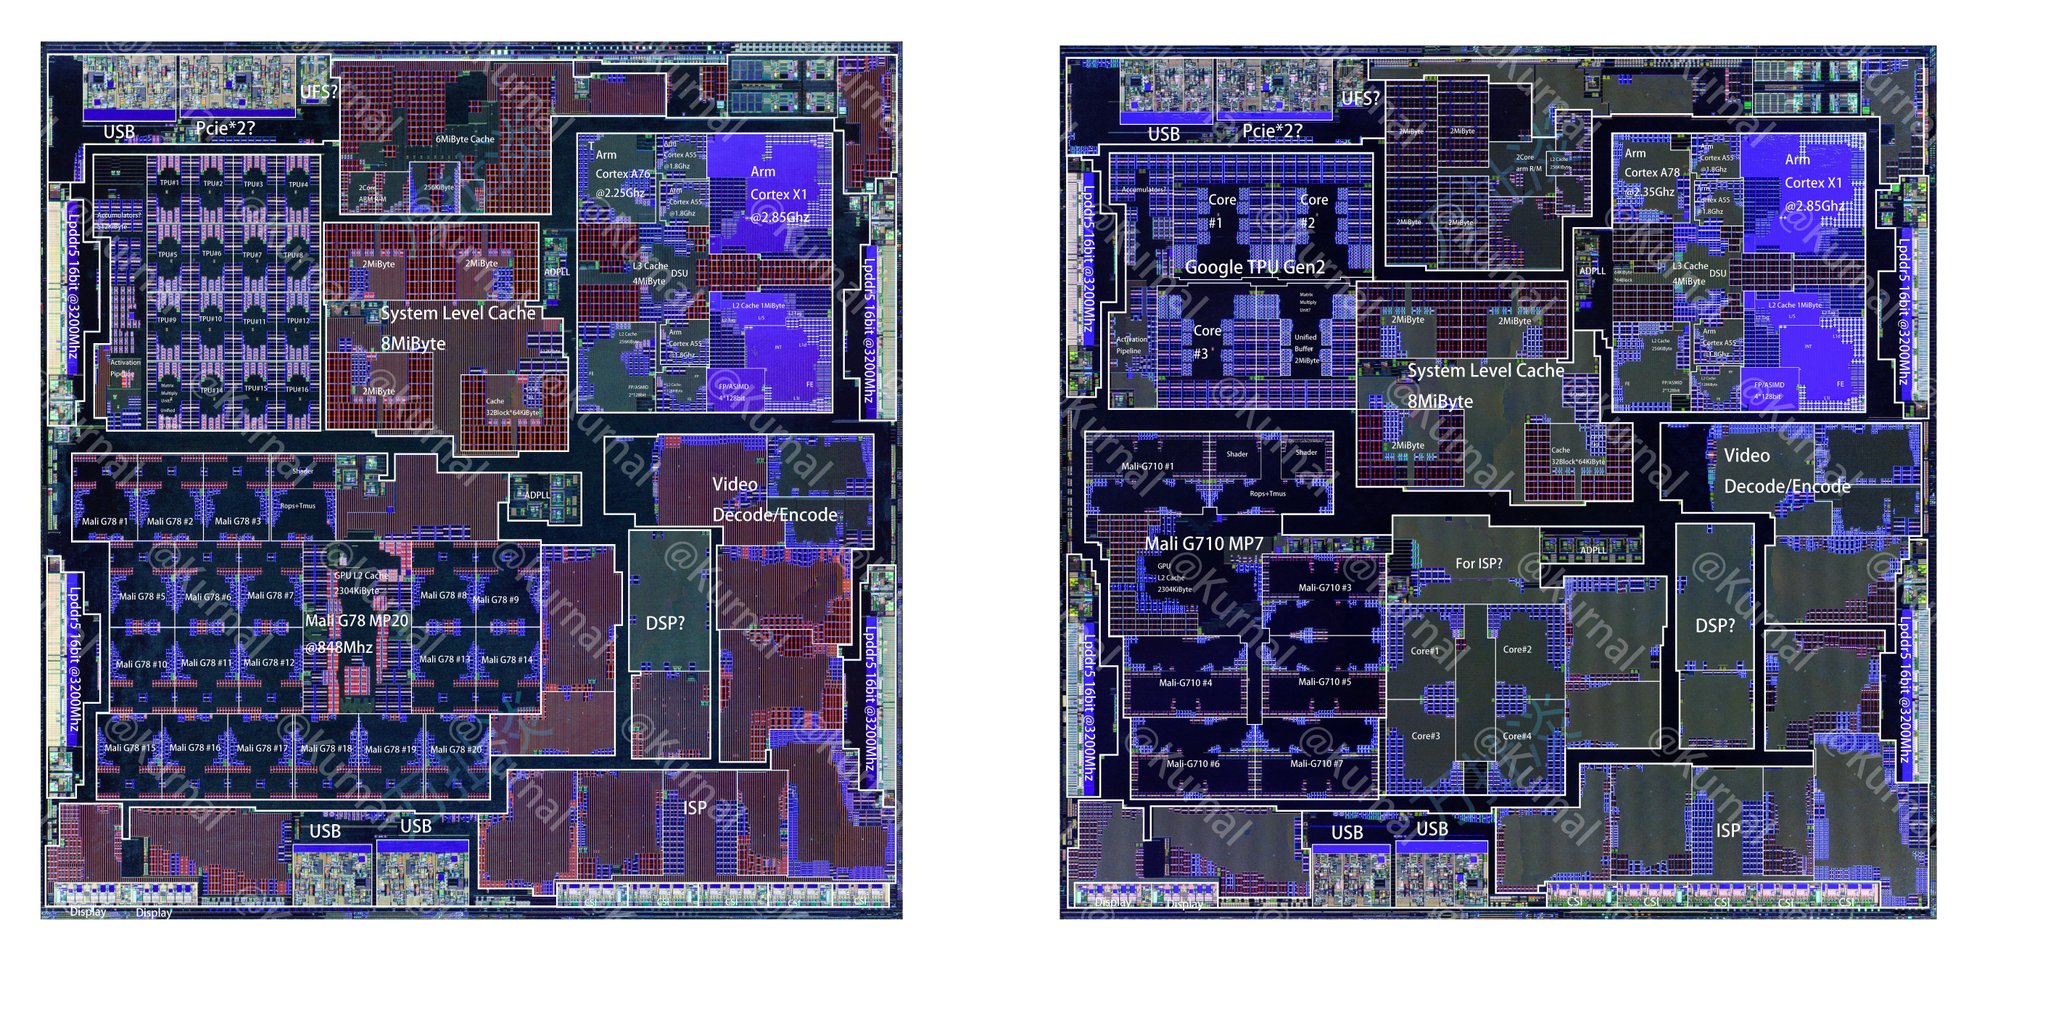 USB
Pcie*2?
UFS?
6MiByte Cache
2Core
ARM R/M
256KiByte
TPU#1
TPU#2
TPU#3
TPU#4
Accumulators?
512KiByte
TPU#5
TPU#6
TPU#7
TPU#8
TPU#9
TPU#10
TPU#11
TPU#12
Activation
Pipeline
Matrix
Multiply
Unit?
Unified
TPU#14
TPU#15
TPU#16
Lpddr5 16bit @3200Mhz
2MiByte
2MiByte
System Level Cache
8MiByte
2MiByte
Cache
32Block*64KiByte
ADPLL
Arm
Cortex A76
@2.25Ghz
Arm
Cortex A55
@1.8Ghz
Arm
Cortex A55
@1.8Ghz
Arm
Cortex X1
@2.85Ghz
L3 Cache
4MiByte
DSU
L2 Cache 1MiByte
L/S
INT
L2 Cache
256KiByte
Arm
Cortex A55
@1.8Ghz
FE
FP/ASIMD
2*128bit
L2 Cache
128KiByte
FP/ASIMD
4*128bit
FE
Lpddr5 16bit @3200Mhz
Mali G78 #1
Mali G78 #2
Mali G78 #3
Shader
Rops+Tmus
ADPLL
Video
Decode/Encode
Mali G78 #5
Mali G78 #6
Mali G78 #7
GPU L2 Cache
2304KiByte
Mali G78 #8
Mali G78 #9
Mali G78 MP20
@848Mhz
Mali G78 #10
Mali G78 #11
Mali G78 #12
Mali G78 #13
Mali G78 #14
Mali G78 #15
Mali G78 #16
Mali G78 #17
Mali G78 #18
Mali G78 #19
Mali G78 #20
DSP?
Lpddr5 16bit @3200Mhz
Lpddr5 16bit @3200Mhz
ISP
USB
USB
Display
Display
CSI
CSI
CSI
CSI
CSI
USB
Pcie*2?
UFS?
2MiByte
2MiByte
2MiByte
2MiByte
2Core
arm R/M
L2 Cache
256KiByte
Accumulators?
Core
#1
Core
#2
Google TPU Gen2
Core
#3
Matrix
Multiply
Unit?
Unified
Buffer
2MiByte
Activation
Pipeline
Lpddr5 16bit @3200Mhz
2MiByte
2MiByte
System Level Cache
8MiByte
2MiByte
Cache
32Block*64KiByte
ADPLL
Arm
Cortex A78
@2.35Ghz
Arm
Cortex A55
@1.8Ghz
Arm
Cortex A55
@1.8Ghz
Arm
Cortex X1
@2.85Ghz
64KiByte
*64Block
L3 Cache
4MiByte
DSU
L2 Cache 1MiByte
L/S
INT
L2 Cache
256KiByte
Arm
Cortex A55
@1.8Ghz
FE
FP/ASIMD
2*128bit
FP/ASIMD
4*128bit
FE
Lpddr5 16bit @3200Mhz
Mali-G710 #1
Shader
Shader
Rops+Tmus
Mali G710 MP7
GPU
L2 Cache
2304KiByte
Mali-G710 #3
Mali-G710 #4
Mali-G710 #5
Mali-G710 #6
Mali-G710 #7
For ISP?
ADPLL
Core#1
Core#2
Core#3
Core#4
Video
Decode/Encode
DSP?
Lpddr5 16bit @3200Mhz
Lpddr5 16bit @3200Mhz
ISP
USB
USB
Display
Display
CSI
CSI
CSI
CSI
CSI
@Kurnal